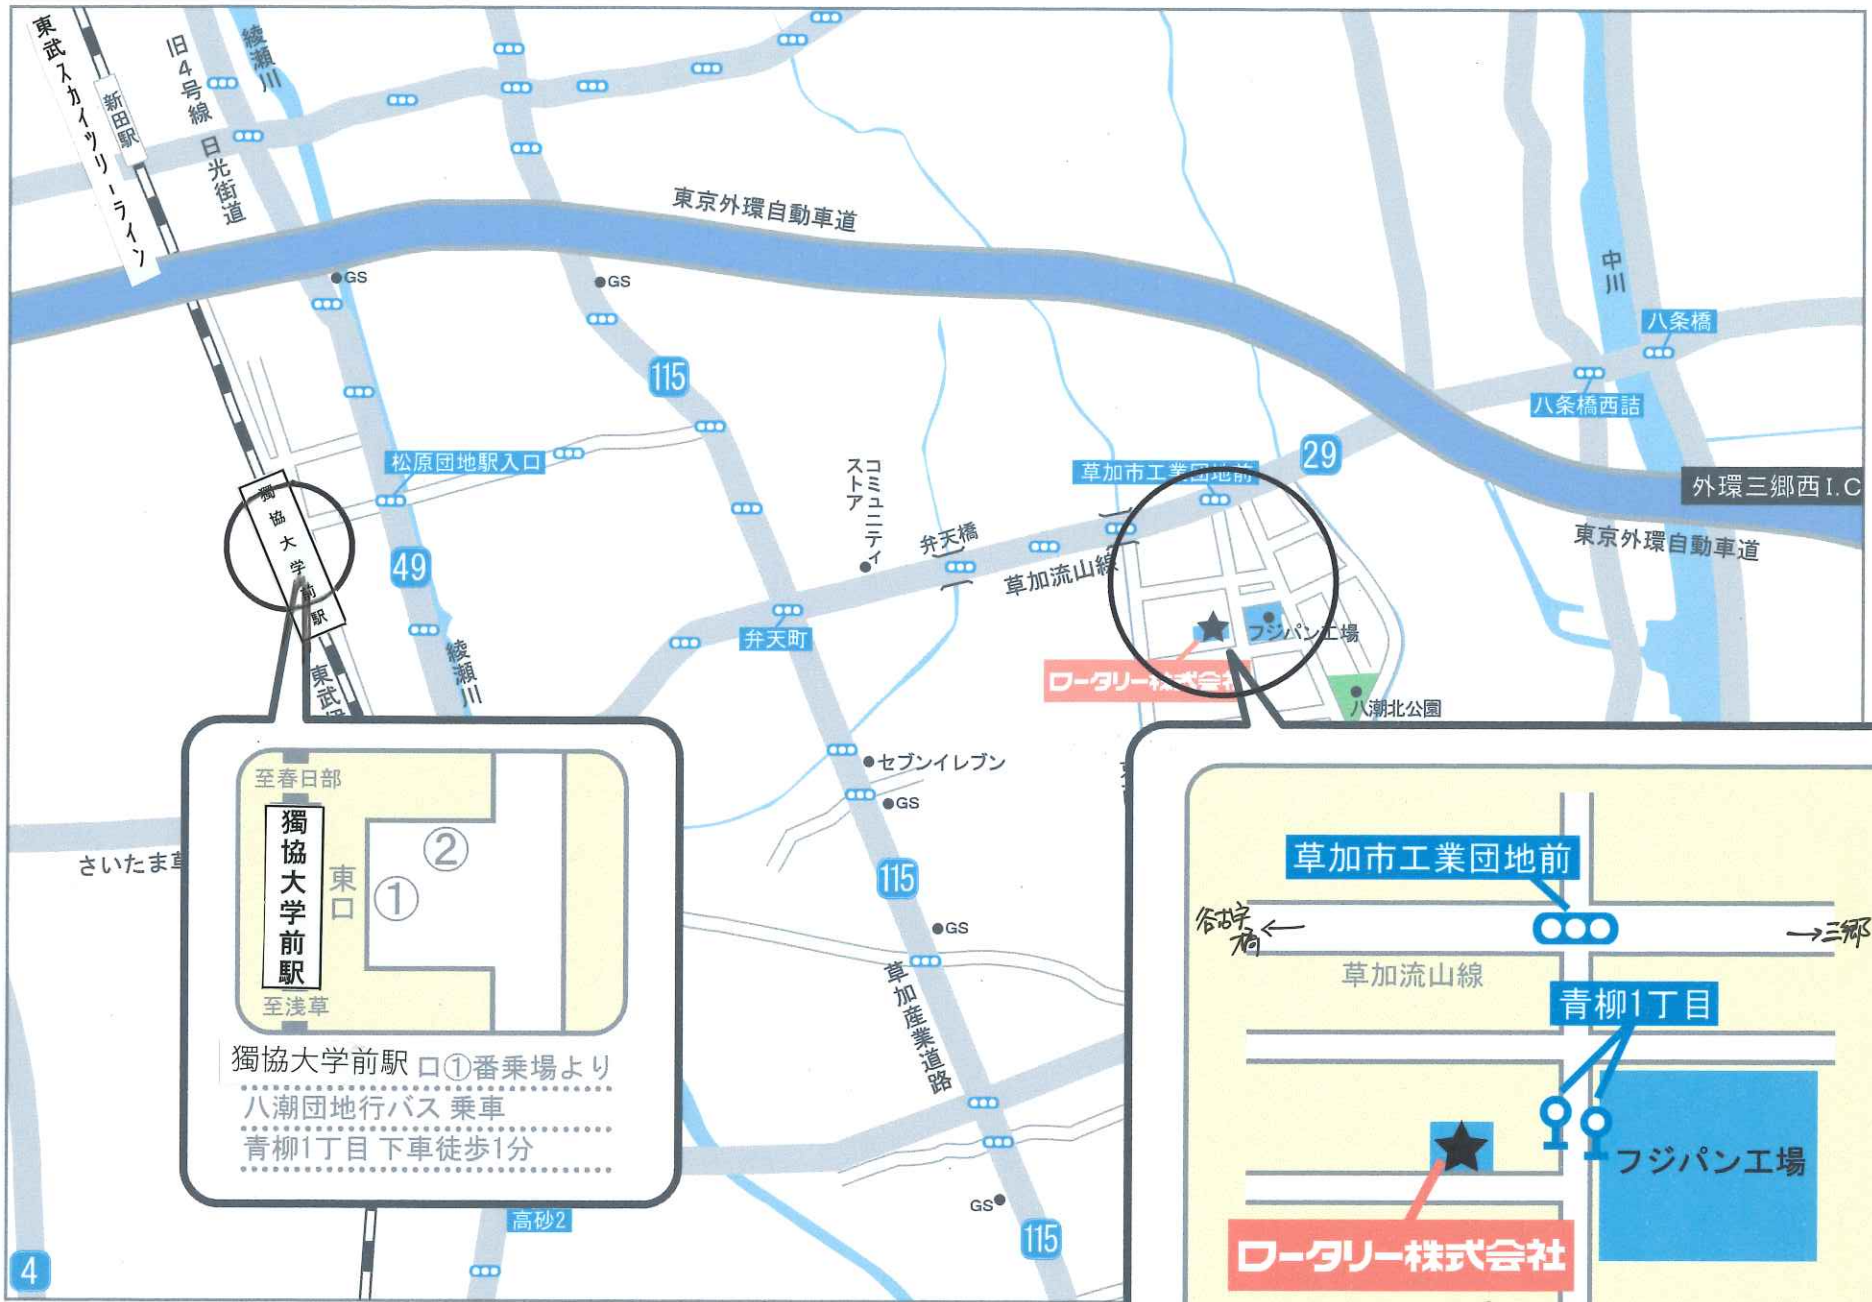 東武スカイツリーライン
新田駅
旧4号線 日光街道
綾瀬川
東京外環自動車道
GS
GS
中川
八条橋
八条橋西詰
115
松原団地駅入口
獨協大学前駅
49
綾瀬川
コミュニティ
ストア
弁天橋
草加流山線
草加市工業団地前
29
外環三郷西I.C
東京外環自動車道
弁天町
フジパン工場
ロータリー株式会社
八潮北公園
東武伊
セブンイレブン
GS
さいたま草
115
GS
草加産業道路
GS
115
高砂2
4
至春日部
獨協大学前駅
東口
①
②
至浅草
獨協大学前駅 口①番乗場より
八潮団地行バス 乗車
青柳1丁目 下車徒歩1分
草加市工業団地前
谷古宇橋 ←
→三郷
草加流山線
青柳1丁目
フジパン工場
ロータリー株式会社